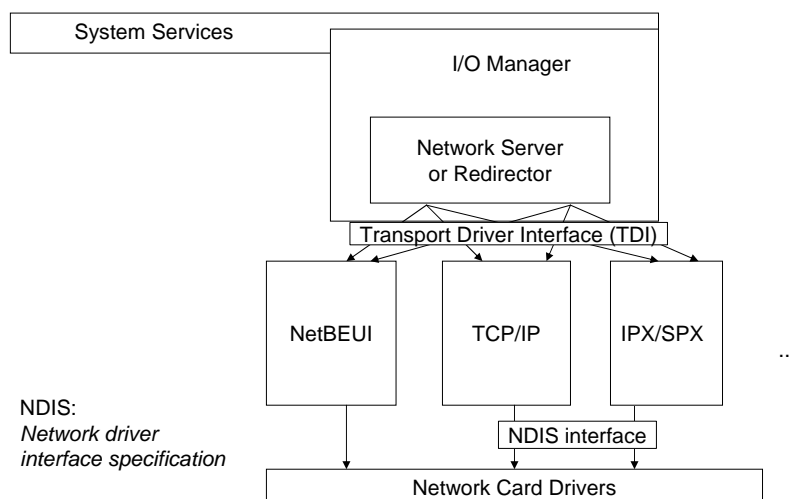 System Services
I/O Manager
Network Server
or Redirector
Transport Driver Interface (TDI)
NetBEUI
TCP/IP
IPX/SPX
..
NDIS:
Network driver
interface specification
NDIS interface
Network Card Drivers